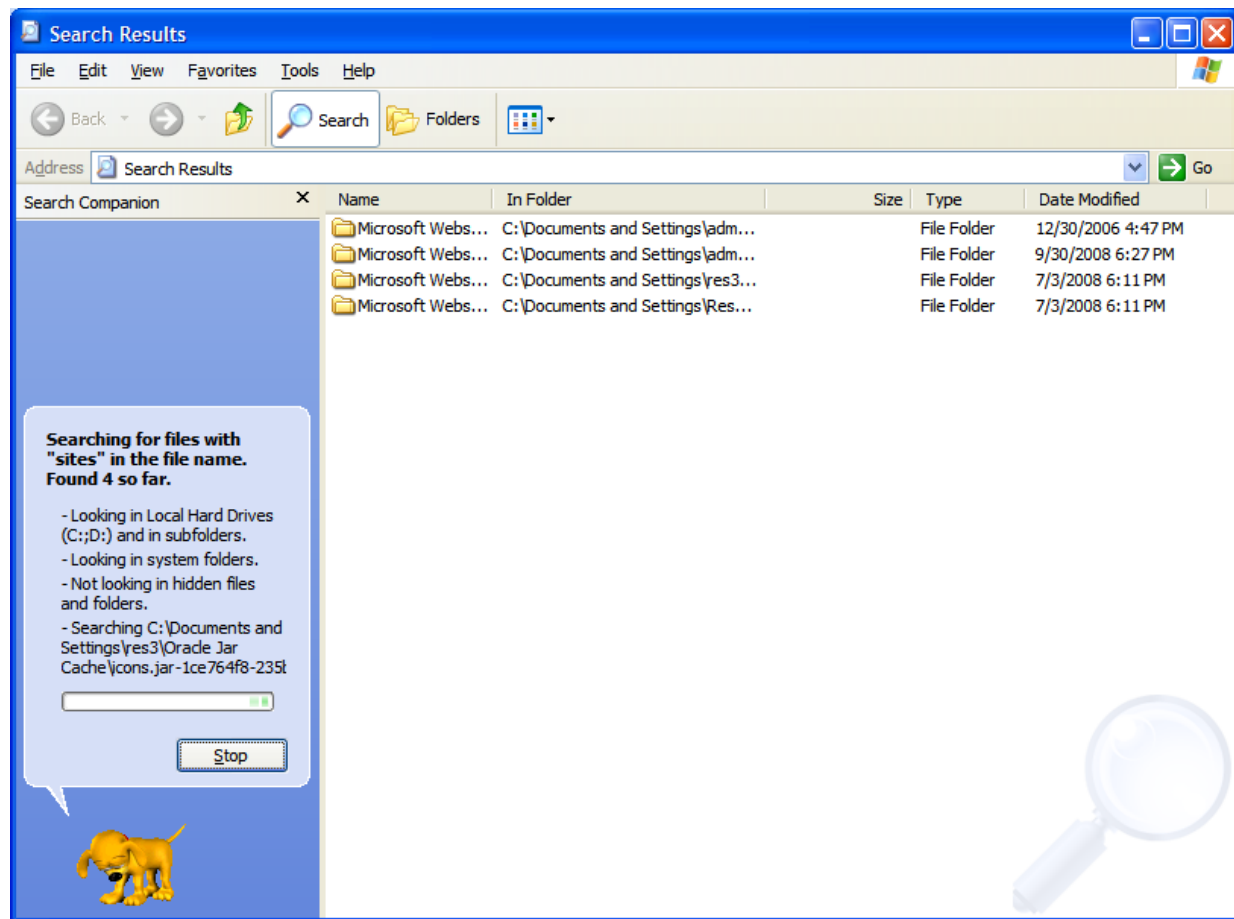 Search Results
File Edit View Favorites Tools Help
Back Search Folders
Address Search Results Go
Search Companion Name In Folder Size Type Date Modified
Microsoft Webs... C:\Documents and Settings\adm... File Folder 12/30/2006 4:47 PM
Microsoft Webs... C:\Documents and Settings\adm... File Folder 9/30/2008 6:27 PM
Microsoft Webs... C:\Documents and Settings\res3... File Folder 7/3/2008 6:11 PM
Microsoft Webs... C:\Documents and Settings\Res... File Folder 7/3/2008 6:11 PM
Searching for files with
"sites" in the file name.
Found 4 so far.
- Looking in Local Hard Drives
(C:;D:) and in subfolders.
- Looking in system folders.
- Not looking in hidden files
and folders.
- Searching C:\Documents and
Settings\res3\Oracle Jar
Cache\icons.jar-1ce764f8-235b
Stop